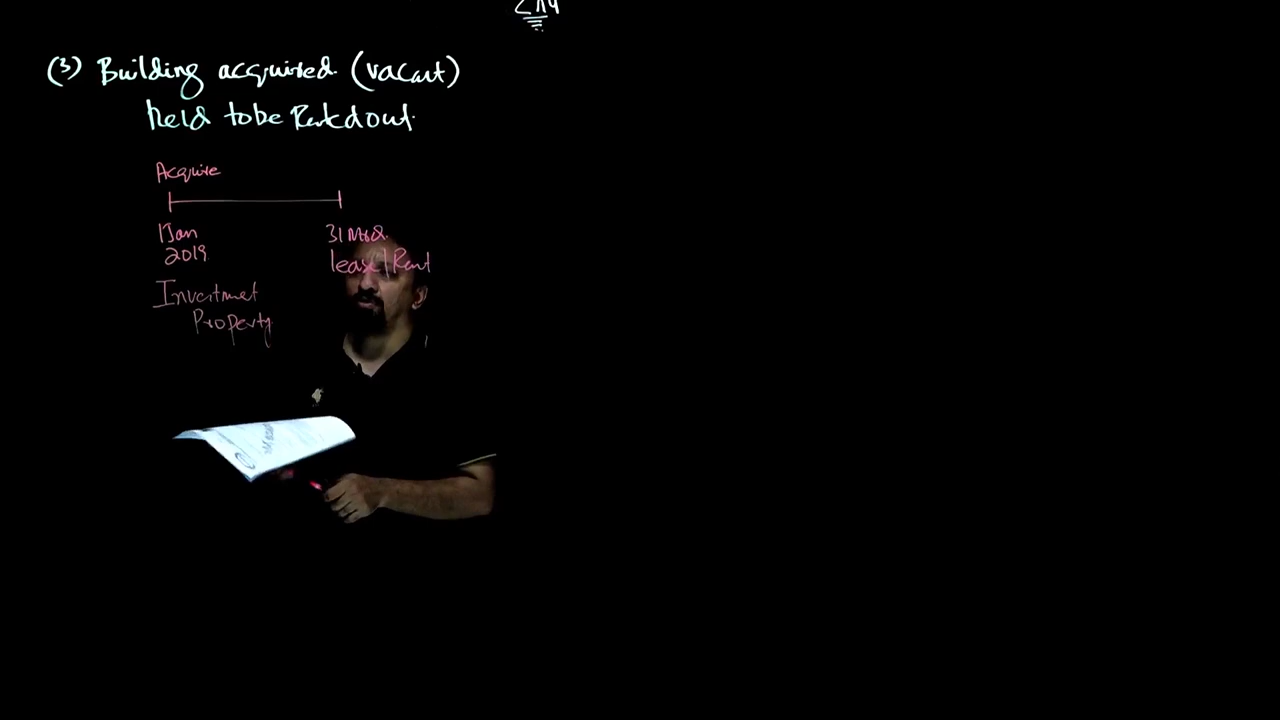 (3) Building acquired. (vacant)
held to be Rented out.
Acquire
1 Jan
2019
31 Mar
lease/Rent
Investment
Property